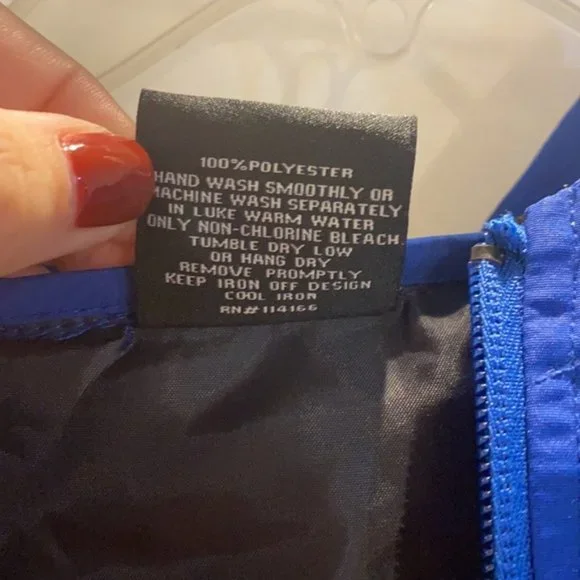 100%POLYESTER
HAND WASH SMOOTHLY OR
MACHINE WASH SEPARATELY
IN LUKE WARM WATER
ONLY NON-CHLORINE BLEACH
TUMBLE DRY LOW
OR HANG DRY
REMOVE PROMPTLY
KEEP IRON OFF DESIGN
COOL IRON
RN#114166